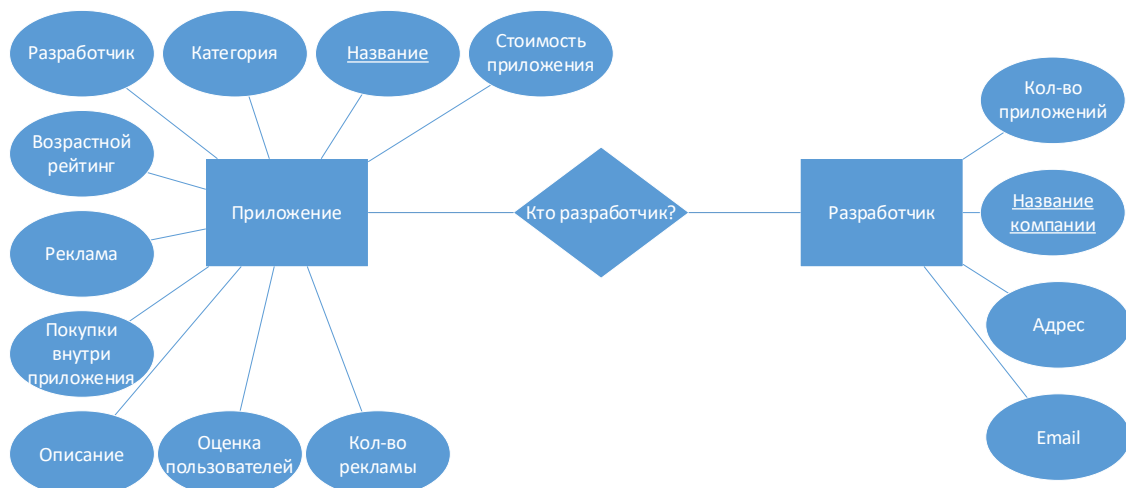 Разработчик
Категория
Название
Стоимость
приложения
Кол-во
приложений
Возрастной
рейтинг
Название
компании
Приложение
Кто разработчик?
Разработчик
Реклама
Адрес
Покупки
внутри
приложения
Описание
Оценка
пользователей
Кол-во
рекламы
Email